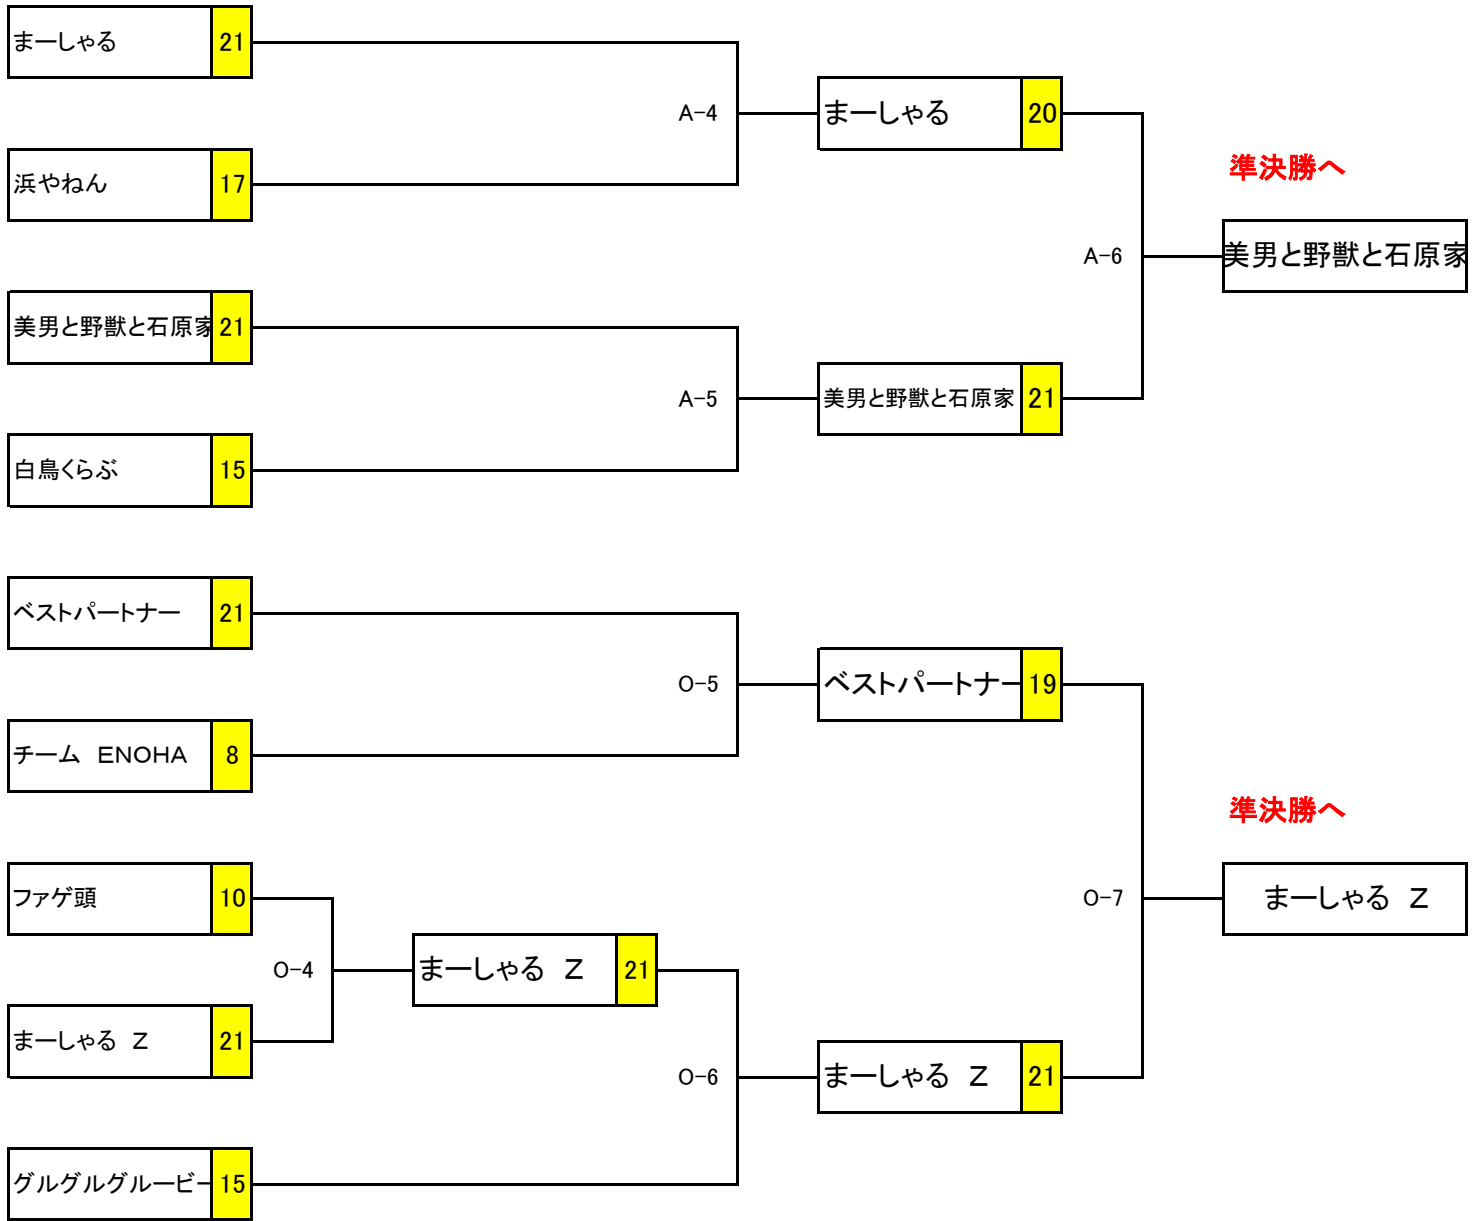 まーしゃる 21
A-4
まーしゃる 20
浜やねん 17
準決勝へ
A-6
美男と野獣と石原家
美男と野獣と石原家 21
A-5
美男と野獣と石原家 21
白鳥くらぶ 15
ベストパートナー 21
O-5
ベストパートナー 19
チーム　ENOHA 8
準決勝へ
ファゲ頭 10
O-7
まーしゃる　Z
O-4
まーしゃる　Z 21
まーしゃる　Z 21
O-6
まーしゃる　Z 21
グルグルグルービー 15